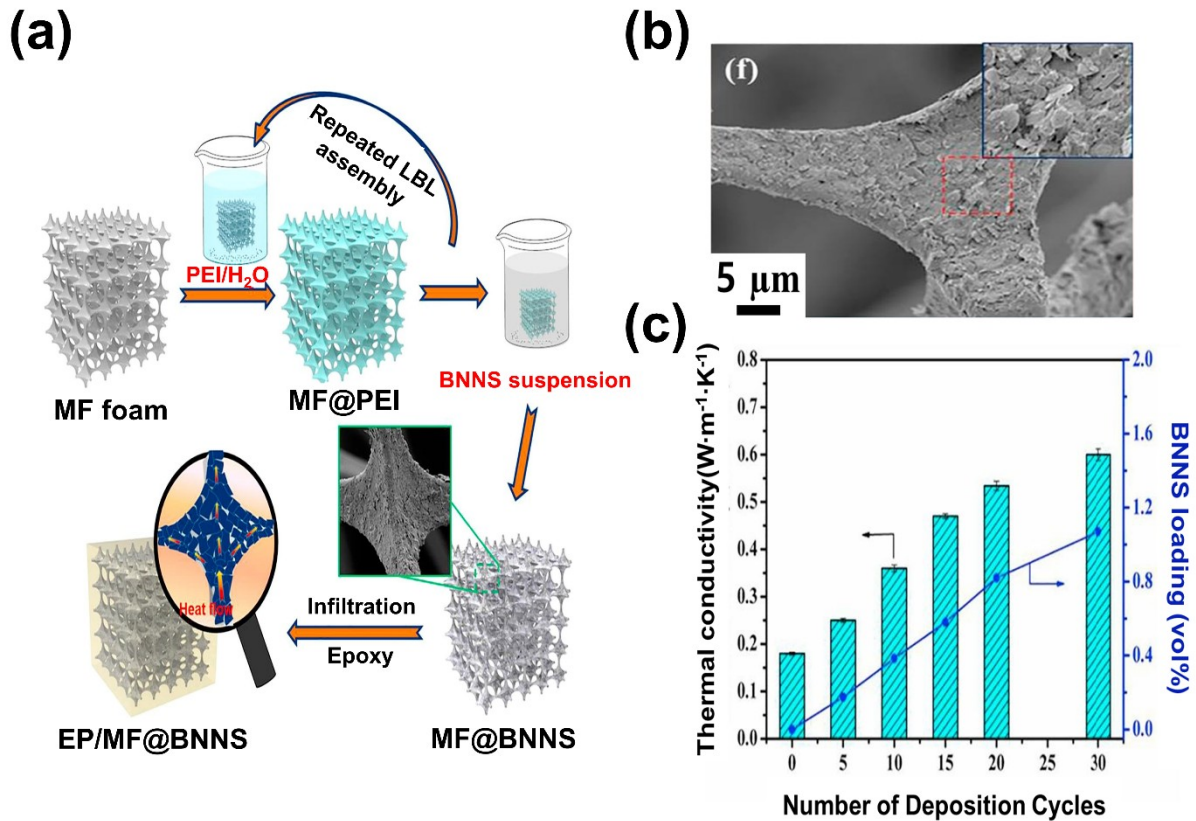 (a)
Repeated LBL
assembly
PEI/H₂O
MF foam
MF@PEI
BNNS suspension
Heat flow
Infiltration
Epoxy
EP/MF@BNNS
MF@BNNS
(b)
(f)
5 µm
(c)
Thermal conductivity(W·m⁻¹·K⁻¹)
0.8
0.7
0.6
0.5
0.4
0.3
0.2
0.1
0.0
2.0
1.6
1.2
0.8
0.4
0.0
BNNS loading (vol%)
0 5 10 15 20 25 30
Number of Deposition Cycles